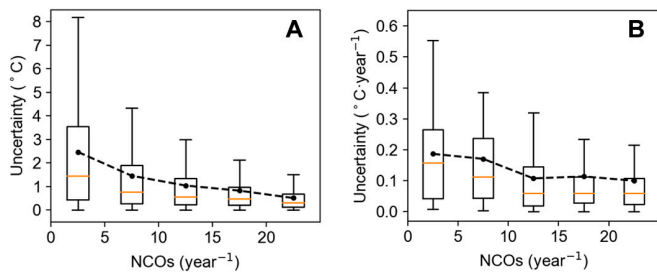 A
Uncertainty (°C)
8
7
6
5
4
3
2
1
0
0 5 10 15 20
NCOs (year⁻¹)
B
Uncertainty (°C·year⁻¹)
0.6
0.5
0.4
0.3
0.2
0.1
0.0
0 5 10 15 20
NCOs (year⁻¹)